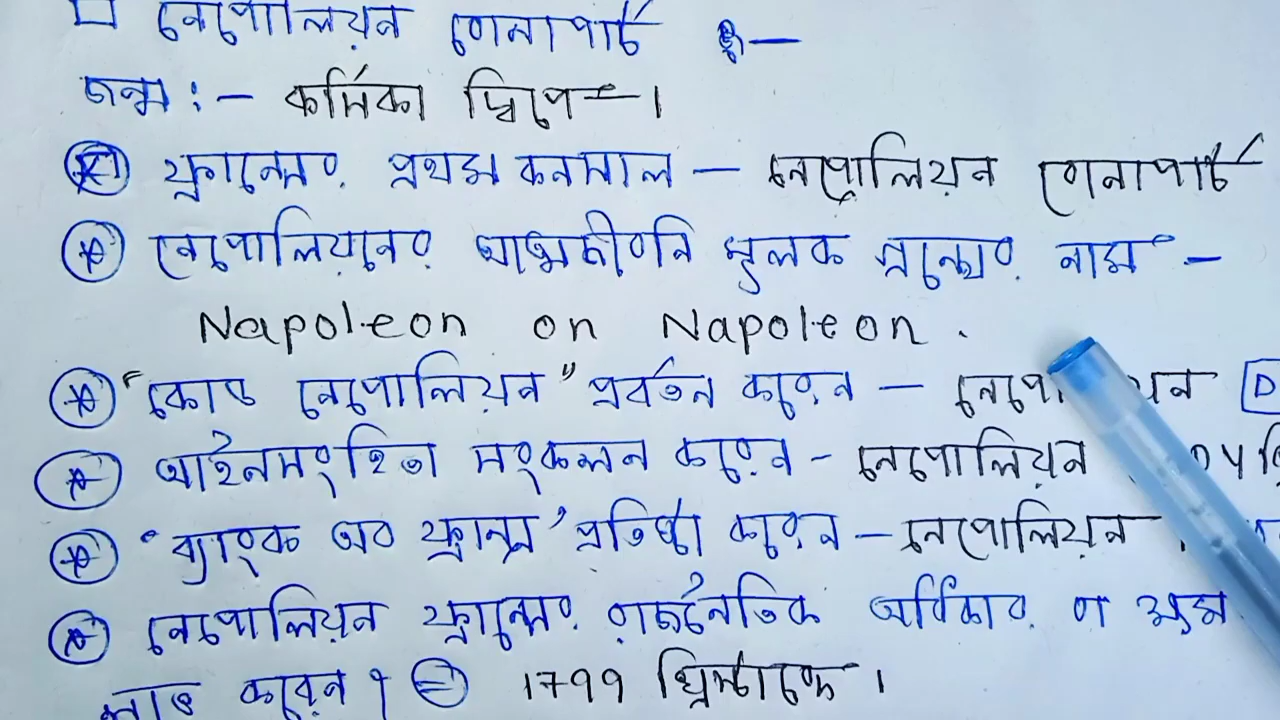 □ নেপোলিয়ন বোনাপার্ট :—
জন্ম :— কর্সিকা দ্বিপে —।
ফ্রান্সের প্রথম কনসাল — নেপোলিয়ন বোনাপার্ট
নেপোলিয়নের আত্মজীবনি মূলক গ্রন্থের নাম —
Napoleon on Napoleon.
"কোড নেপোলিয়ন" প্রবর্তন করেন — নেপো য়ন
আইনসংহিতা সংকলন করেন - নেপোলিয়ন
'ব্যাংক অব ফ্রান্স' প্রতিষ্ঠা করেন — নেপোলিয়ন
নেপোলিয়ন ফ্রান্সের রাজনৈতিক অধিকার
লাভ করেন? = 1799 খ্রিস্টাব্দে।